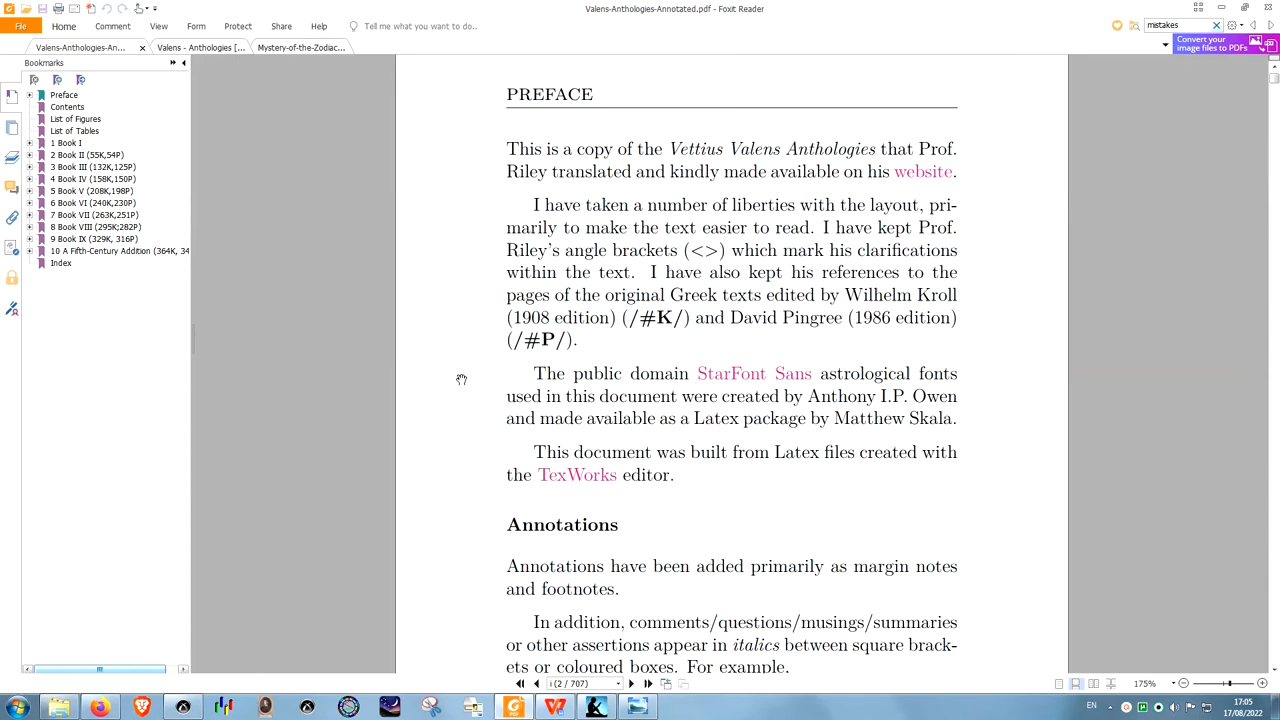 Valens-Anthologies-Annotated.pdf - Foxit Reader
File Home Comment View Form Protect Share Help Tell me what you want to do.. mistakes
Valens-Anthologies-An... Valens - Anthologies [... Mystery-of-the-Zodiac...
Convert your
image files to PDFs
Bookmarks
Preface
Contents
List of Figures
List of Tables
1 Book I
2 Book II (55K,54P)
3 Book III (132K,125P)
4 Book IV (158K,150P)
5 Book V (208K,198P)
6 Book VI (240K,230P)
7 Book VII (263K,251P)
8 Book VIII (295K;282P)
9 Book IX (329K, 316P)
10 A Fifth-Century Addition (364K, 34
Index
PREFACE
This is a copy of the Vettius Valens Anthologies that Prof.
Riley translated and kindly made available on his website.
I have taken a number of liberties with the layout, pri-
marily to make the text easier to read. I have kept Prof.
Riley's angle brackets (<>) which mark his clarifications
within the text. I have also kept his references to the
pages of the original Greek texts edited by Wilhelm Kroll
(1908 edition) (/#K/) and David Pingree (1986 edition)
(/#P/).
The public domain StarFont Sans astrological fonts
used in this document were created by Anthony I.P. Owen
and made available as a Latex package by Matthew Skala.
This document was built from Latex files created with
the TexWorks editor.
Annotations
Annotations have been added primarily as margin notes
and footnotes.
In addition, comments/questions/musings/summaries
or other assertions appear in italics between square brack-
ets or coloured boxes. For example,
i (2 / 707)
175%
EN
17:05
17/08/2022